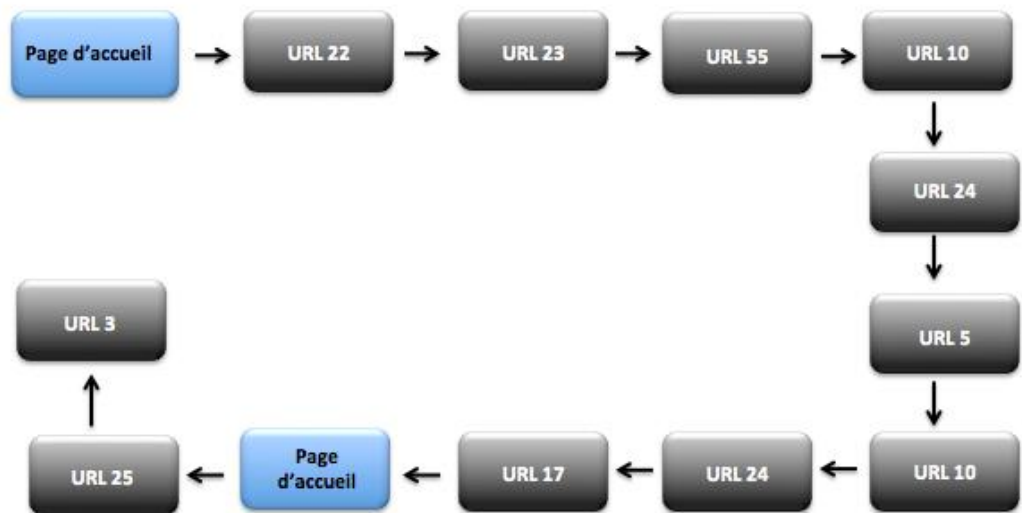 Page d'accueil
URL 22
URL 23
URL 55
URL 10
URL 24
URL 5
URL 10
URL 24
URL 17
Page
d'accueil
URL 25
URL 3